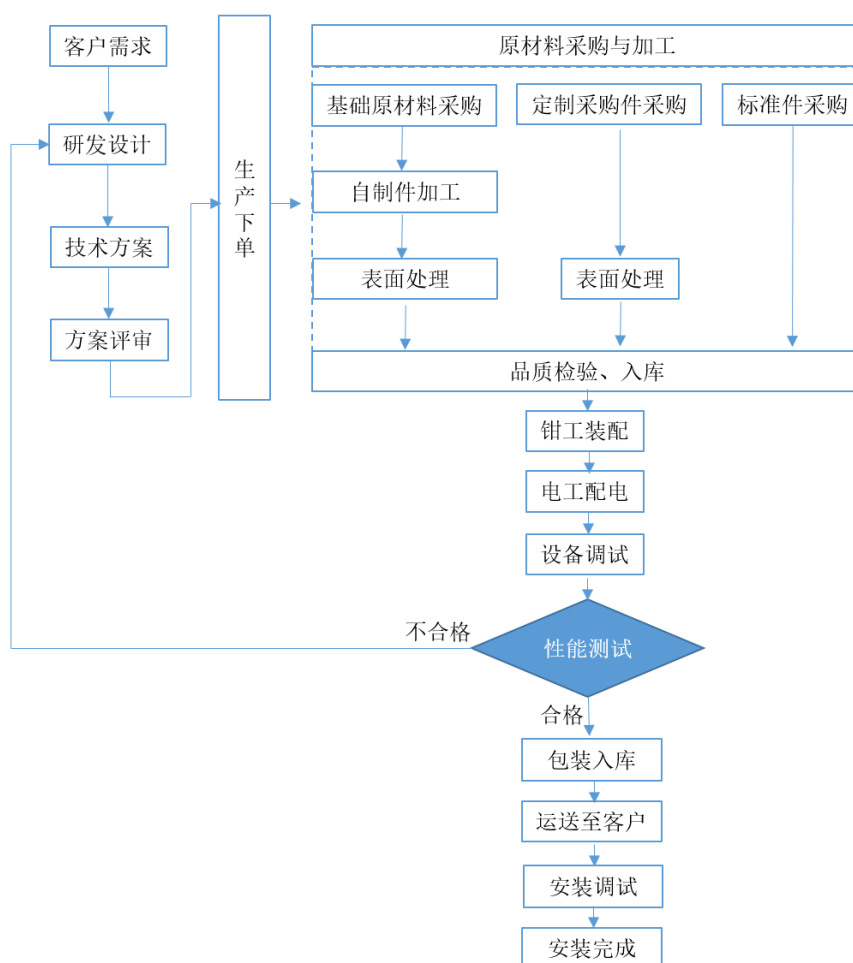 客户需求
研发设计
技术方案
方案评审
生产下单
原材料采购与加工
基础原材料采购
定制采购件采购
标准件采购
自制件加工
表面处理
表面处理
品质检验、入库
钳工装配
电工配电
设备调试
性能测试
不合格
合格
包装入库
运送至客户
安装调试
安装完成